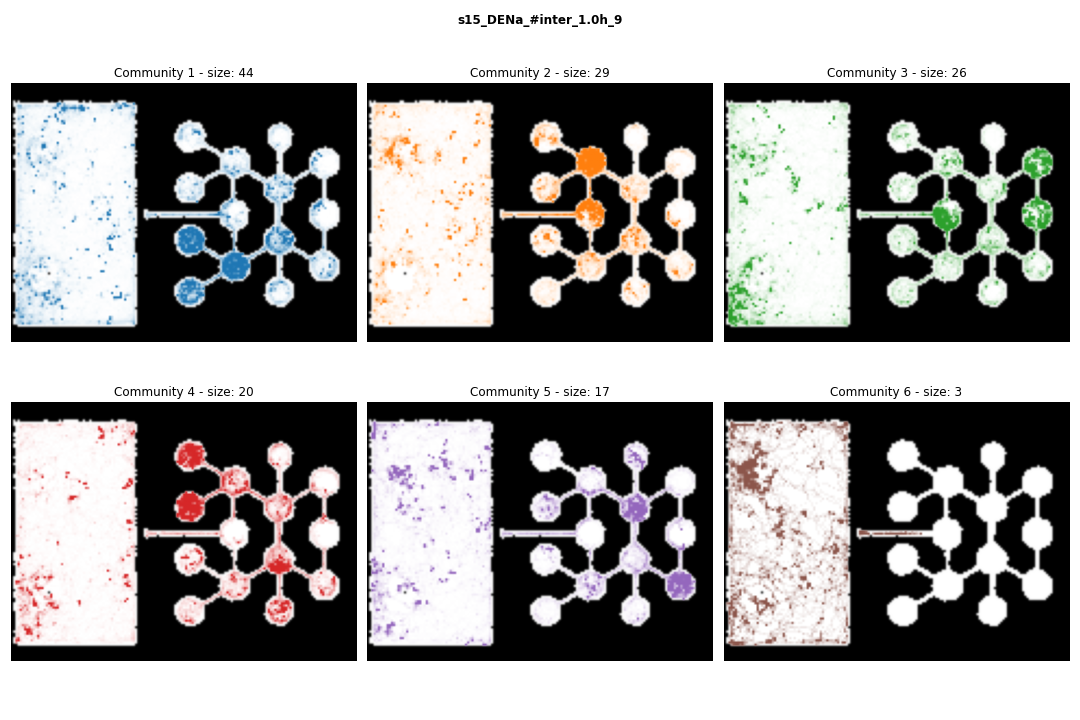 s15_DENa_#inter_1.0h_9
Community 1 - size: 44
Community 2 - size: 29
Community 3 - size: 26
Community 4 - size: 20
Community 5 - size: 17
Community 6 - size: 3